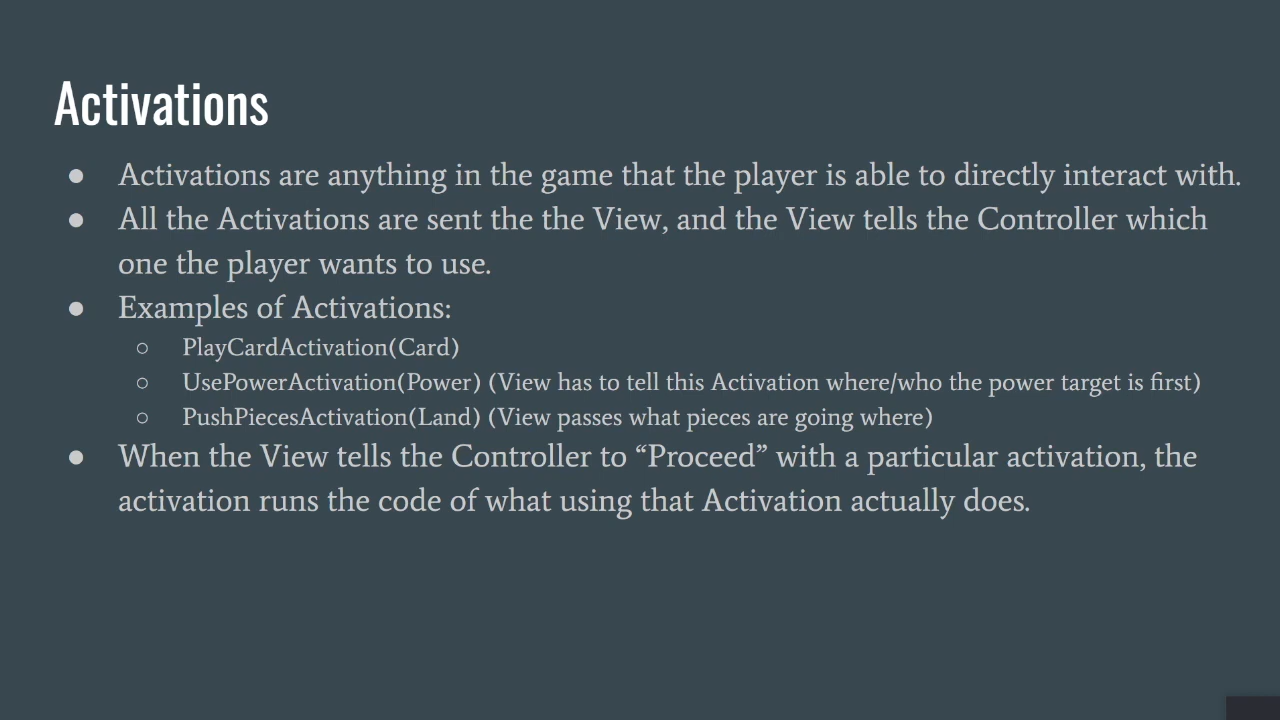 Activations
● Activations are anything in the game that the player is able to directly interact with.
● All the Activations are sent the the View, and the View tells the Controller which
one the player wants to use.
● Examples of Activations:
○ PlayCardActivation(Card)
○ UsePowerActivation(Power) (View has to tell this Activation where/who the power target is first)
○ PushPiecesActivation(Land) (View passes what pieces are going where)
● When the View tells the Controller to “Proceed” with a particular activation, the
activation runs the code of what using that Activation actually does.